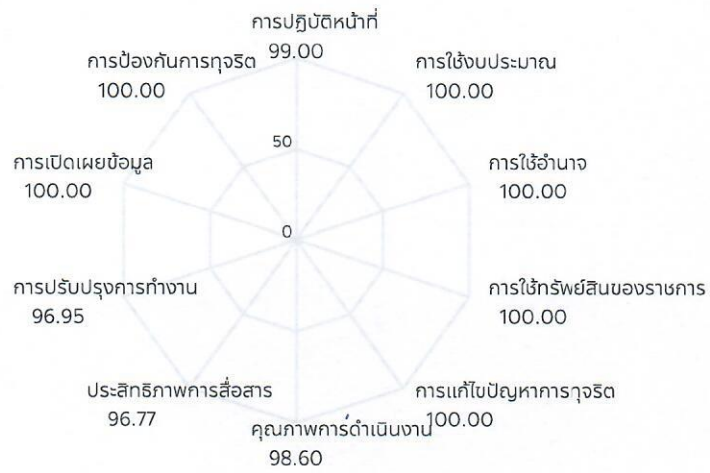 การปฏิบัติหน้าที่
99.00
การป้องกันการทุจริต
100.00
การใช้งบประมาณ
100.00
50
การเปิดเผยข้อมูล
100.00
การใช้อำนาจ
100.00
0
การปรับปรุงการทำงาน
96.95
การใช้ทรัพย์สินของราชการ
100.00
ประสิทธิภาพการสื่อสาร
96.77
การแก้ไขปัญหาการทุจริต
100.00
คุณภาพการดำเนินงาน
98.60